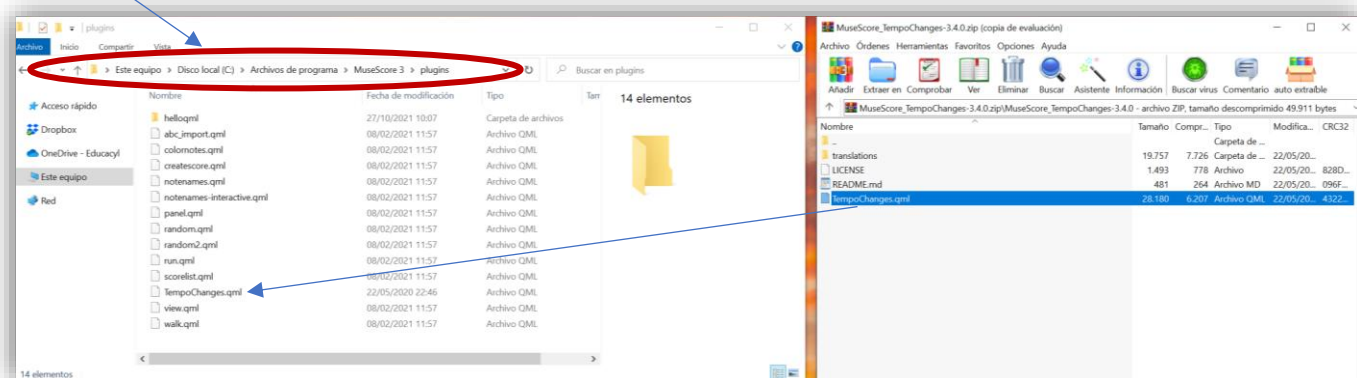 plugins
Archivo Inicio Compartir Vista
Este equipo > Disco local (C:) > Archivos de programa > MuseScore 3 > plugins
Buscar en plugins
Acceso rápido
Dropbox
OneDrive - Educacyl
Este equipo
Red
Nombre Fecha de modificación Tipo
helloqml 27/10/2021 10:07 Carpeta de archivos
abc_import.qml 08/02/2021 11:57 Archivo QML
colornotes.qml 08/02/2021 11:57 Archivo QML
createscore.qml 08/02/2021 11:57 Archivo QML
notenames.qml 08/02/2021 11:57 Archivo QML
notenames-interactive.qml 08/02/2021 11:57 Archivo QML
panel.qml 08/02/2021 11:57 Archivo QML
random.qml 08/02/2021 11:57 Archivo QML
random2.qml 08/02/2021 11:57 Archivo QML
run.qml 08/02/2021 11:57 Archivo QML
scorelist.qml 08/02/2021 11:57 Archivo QML
TempoChanges.qml 22/05/2020 22:46 Archivo QML
view.qml 08/02/2021 11:57 Archivo QML
walk.qml 08/02/2021 11:57 Archivo QML
14 elementos
14 elementos
MuseScore_TempoChanges-3.4.0.zip (copia de evaluación)
Archivo Órdenes Herramientas Favoritos Opciones Ayuda
Añadir Extraer en Comprobar Ver Eliminar Buscar Asistente Información Buscar virus Comentario auto extraíble
MuseScore_TempoChanges-3.4.0.zip\MuseScore_TempoChanges-3.4.0 - archivo ZIP, tamaño descomprimido 49.911 bytes
Nombre Tamaño Compr... Tipo Modifica... CRC32
.. Carpeta de ...
translations 19.757 7.726 Carpeta de ... 22/05/20...
LICENSE 1.493 778 Archivo 22/05/20... 828D...
README.md 481 264 Archivo MD 22/05/20... 096F...
TempoChanges.qml 28.180 6.207 Archivo QML 22/05/20... 4322...